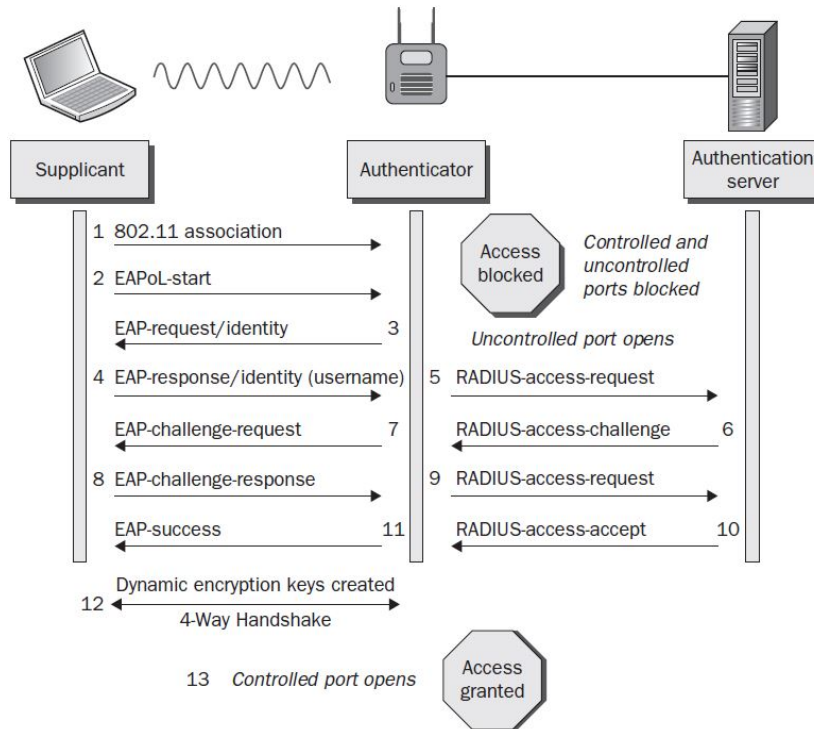 Supplicant
Authenticator
Authentication
server
1 802.11 association
Access
blocked
Controlled and
uncontrolled
ports blocked
2 EAPoL-start
EAP-request/identity 3
Uncontrolled port opens
4 EAP-response/identity (username)
5 RADIUS-access-request
EAP-challenge-request 7
RADIUS-access-challenge 6
8 EAP-challenge-response
9 RADIUS-access-request
EAP-success 11
RADIUS-access-accept 10
Dynamic encryption keys created
12
4-Way Handshake
13 Controlled port opens
Access
granted